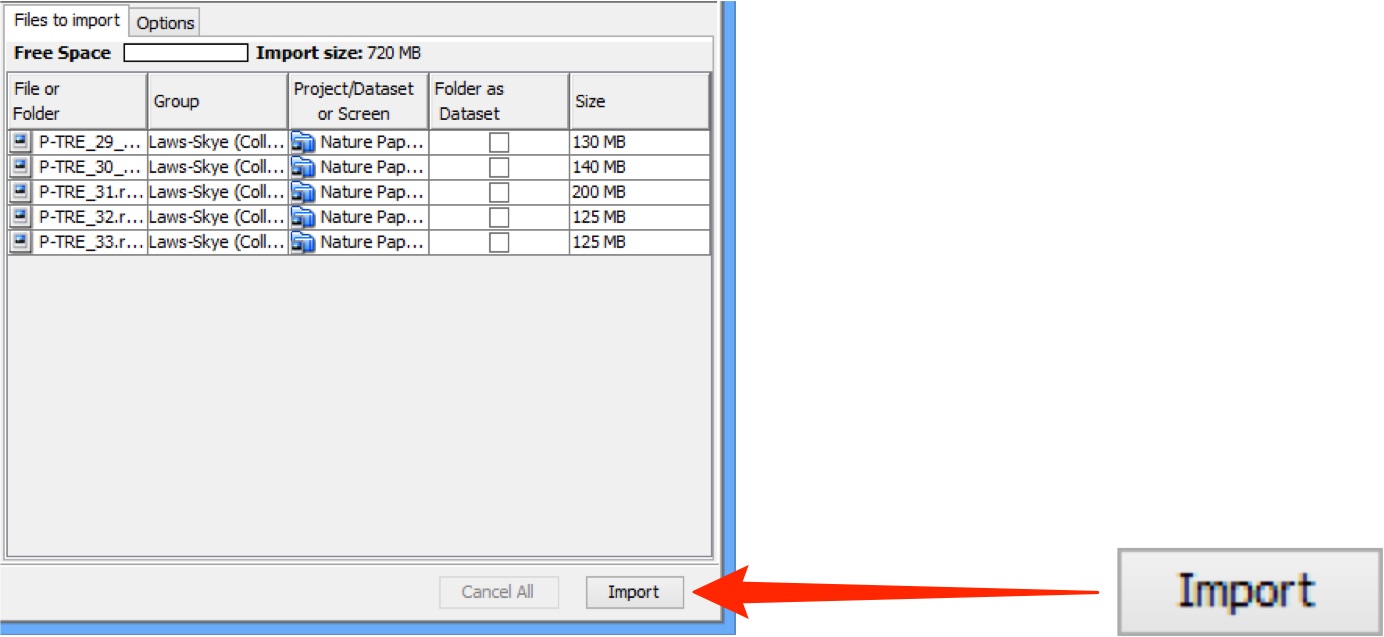 Files to import Options
Free Space Import size: 720 MB
File or Folder Group Project/Dataset or Screen Folder as Dataset Size
P-TRE_29_... Laws-Skye (Coll... Nature Pap... 130 MB
P-TRE_30_... Laws-Skye (Coll... Nature Pap... 140 MB
P-TRE_31.r... Laws-Skye (Coll... Nature Pap... 200 MB
P-TRE_32.r... Laws-Skye (Coll... Nature Pap... 125 MB
P-TRE_33.r... Laws-Skye (Coll... Nature Pap... 125 MB
Cancel All Import Import